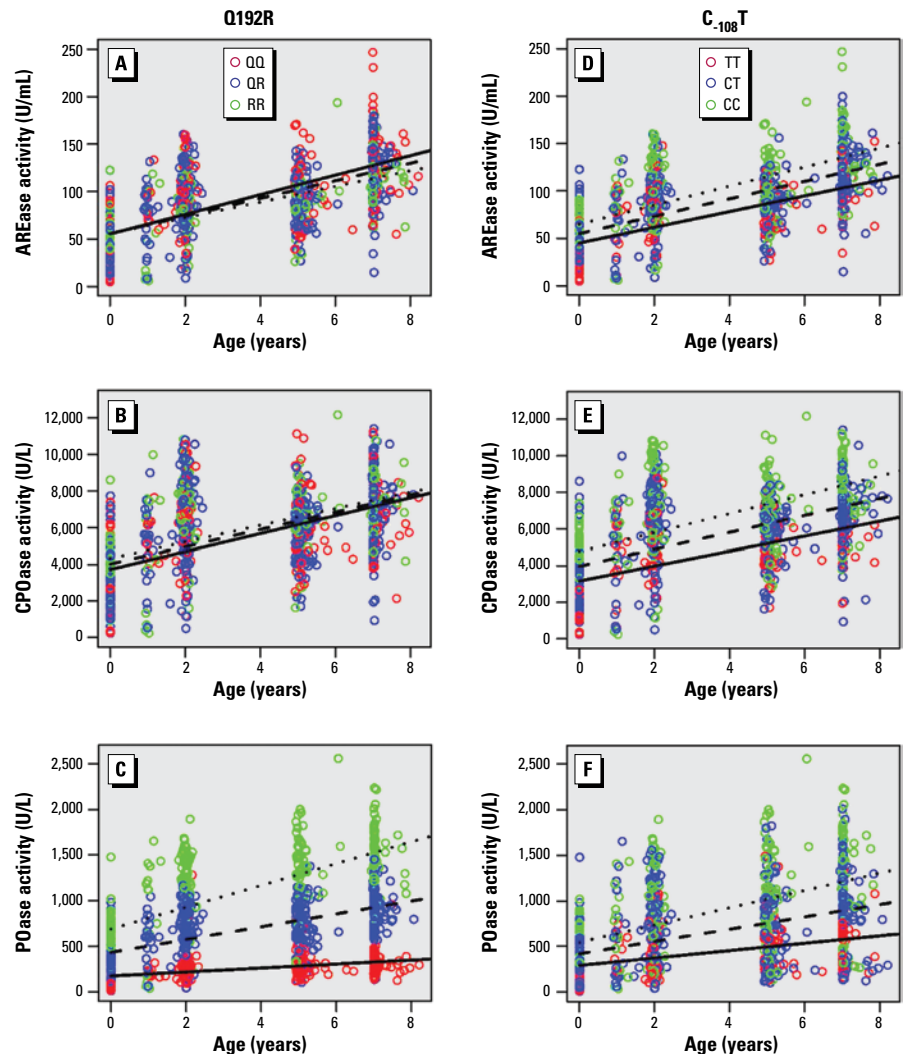 Q192R
C-108T
A
QQ
QR
RR
AREase activity (U/mL)
250
200
150
100
50
0
0 2 4 6 8
Age (years)
D
TT
CT
CC
AREase activity (U/mL)
250
200
150
100
50
0
0 2 4 6 8
Age (years)
B
CPOase activity (U/L)
12,000
10,000
8,000
6,000
4,000
2,000
0
0 2 4 6 8
Age (years)
E
CPOase activity (U/L)
12,000
10,000
8,000
6,000
4,000
2,000
0
0 2 4 6 8
Age (years)
C
POase activity (U/L)
2,500
2,000
1,500
1,000
500
0
0 2 4 6 8
Age (years)
F
POase activity (U/L)
2,500
2,000
1,500
1,000
500
0
0 2 4 6 8
Age (years)